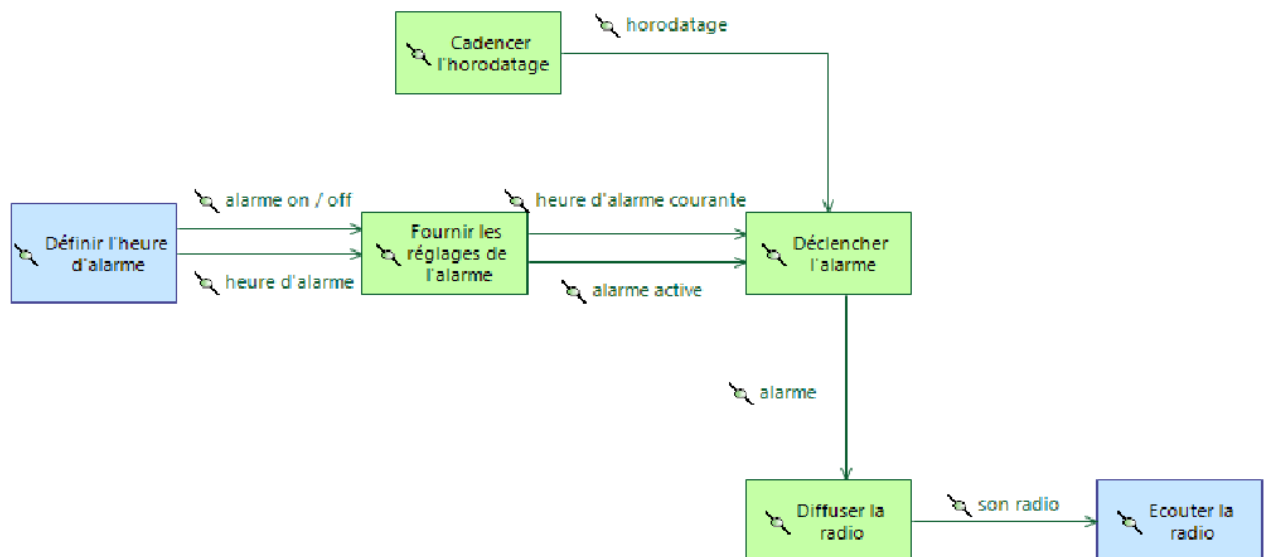 horodatage
Cadencer
l'horodatage
alarme on / off
heure d'alarme courante
Définir l'heure
d'alarme
Fournir les
réglages de
l'alarme
Déclencher
l'alarme
heure d'alarme
alarme active
alarme
Diffuser la
radio
son radio
Ecouter la
radio